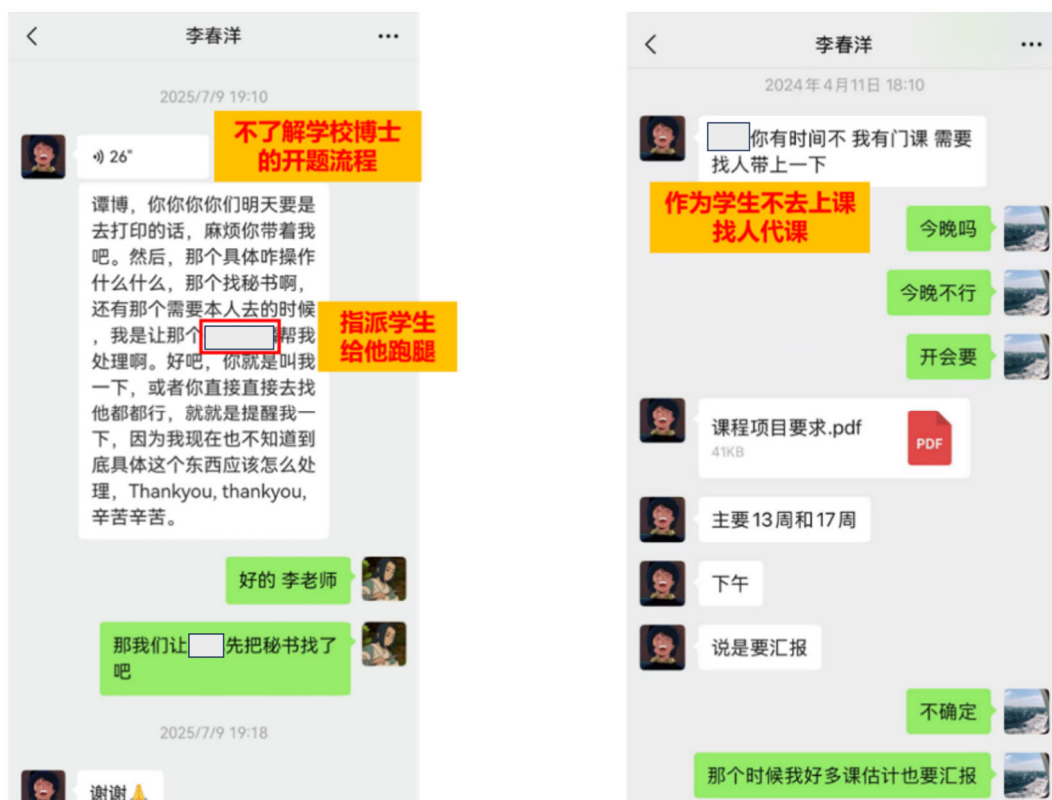 李春洋
2025/7/9 19:10
不了解学校博士
的开题流程
26"
谭博，你你你你们明天要是
去打印的话，麻烦你带着我
吧。然后，那个具体咋操作
什么什么，那个找秘书啊，
还有那个需要本人去的时候
，我是让那个 帮我
处理啊。好吧，你就是叫我
一下，或者你直接直接去找
他都都行，就就是提醒我一
下，因为我现在也不知道到
底具体这个东西应该怎么处
理，Thankyou, thankyou,
辛苦辛苦。
指派学生
给他跑腿
好的 李老师
那我们让 先把秘书找了
吧
2025/7/9 19:18
谢谢🙏
李春洋
2024年4月11日 18:10
你有时间不 我有门课 需要
找人带上一下
作为学生不去上课
找人代课
今晚吗
今晚不行
开会要
课程项目要求.pdf
41KB
PDF
主要13周和17周
下午
说是要汇报
不确定
那个时候我好多课估计也要汇报